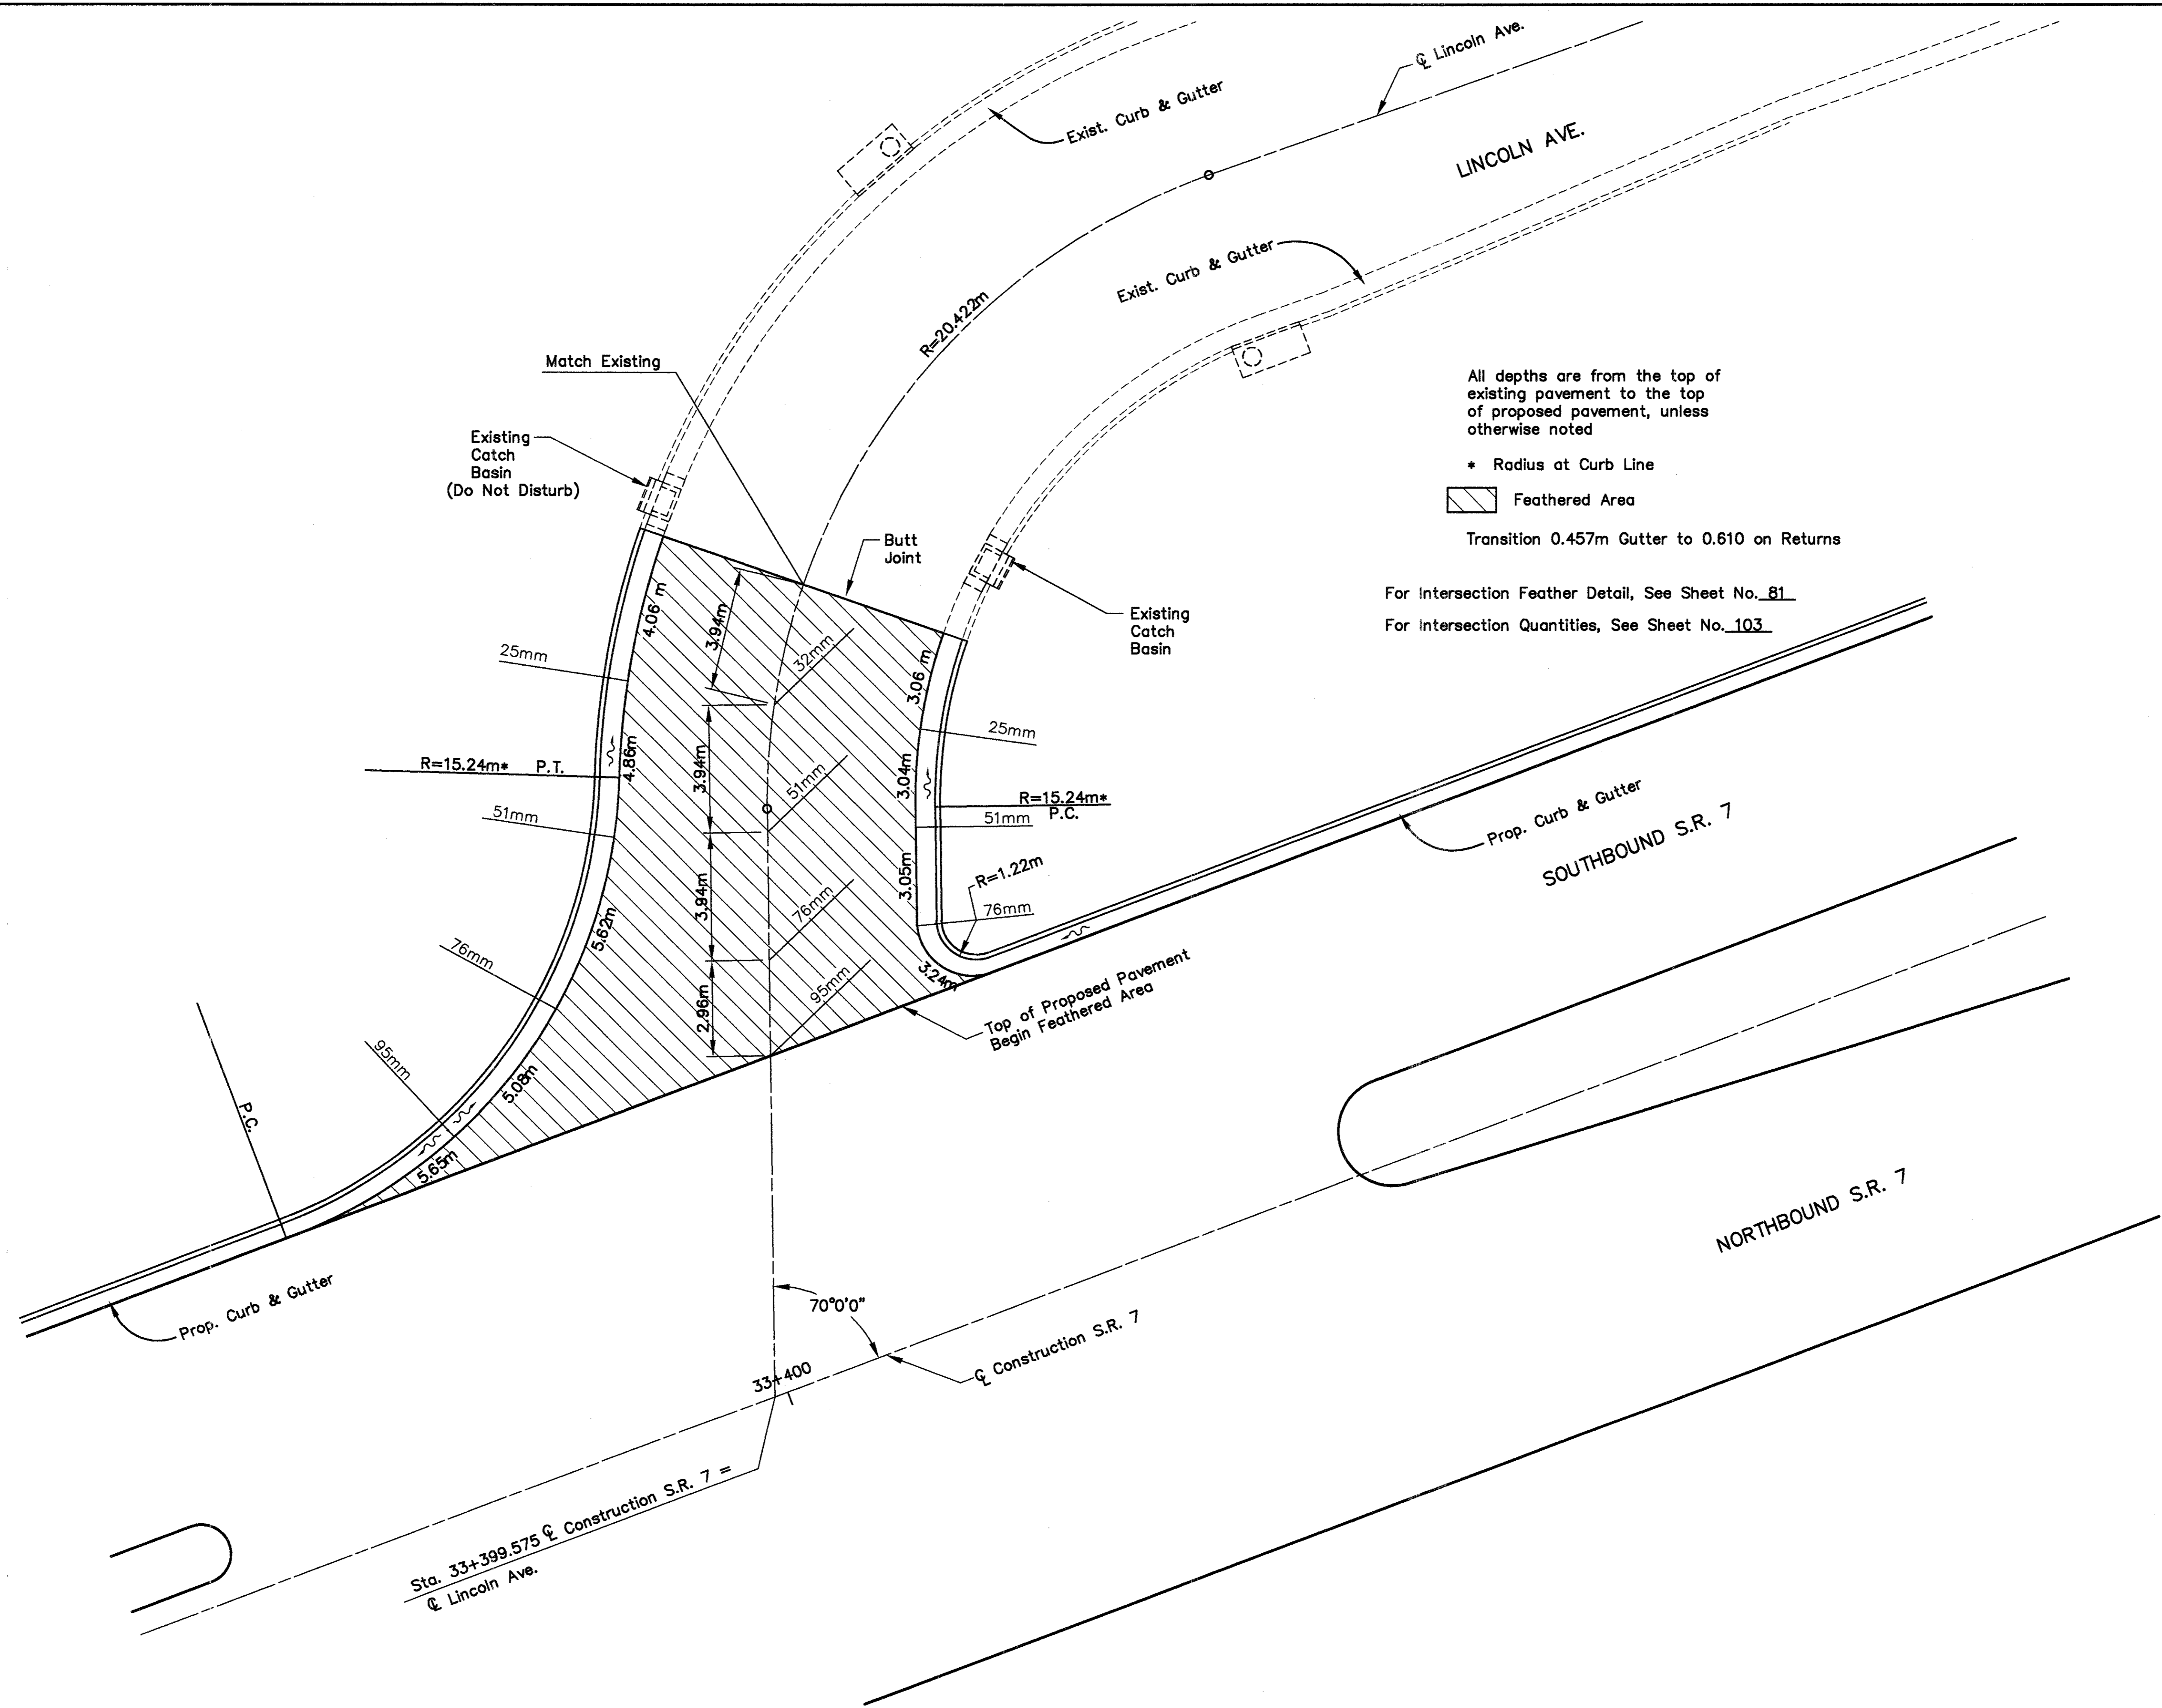 ℄ Lincoln Ave.
Exist. Curb & Gutter
LINCOLN AVE.
Exist. Curb & Gutter
R=20.422m
Match Existing
All depths are from the top of
existing pavement to the top
of proposed pavement, unless
otherwise noted
* Radius at Curb Line
Feathered Area
Transition 0.457m Gutter to 0.610 on Returns
For Intersection Feather Detail, See Sheet No. 81
For Intersection Quantities, See Sheet No. 103
Existing
Catch
Basin
(Do Not Disturb)
Butt
Joint
Existing
Catch
Basin
4.06 m
3.94m
32mm
25mm
3.06 m
25mm
R=15.24m* P.T.
4.86m
3.94m
51mm
3.04m
R=15.24m*
P.C.
51mm
51mm
R=1.22m
3.05m
3.94m
76mm
76mm
5.62m
76mm
2.96m
95mm
3.24m
Top of Proposed Pavement
Begin Feathered Area
95mm
5.08m
5.65m
P.C.
Prop. Curb & Gutter
SOUTHBOUND S.R. 7
NORTHBOUND S.R. 7
Prop. Curb & Gutter
70°0'0"
℄ Construction S.R. 7
33+400
Sta. 33+399.575 ℄ Construction S.R. 7 =
℄ Lincoln Ave.